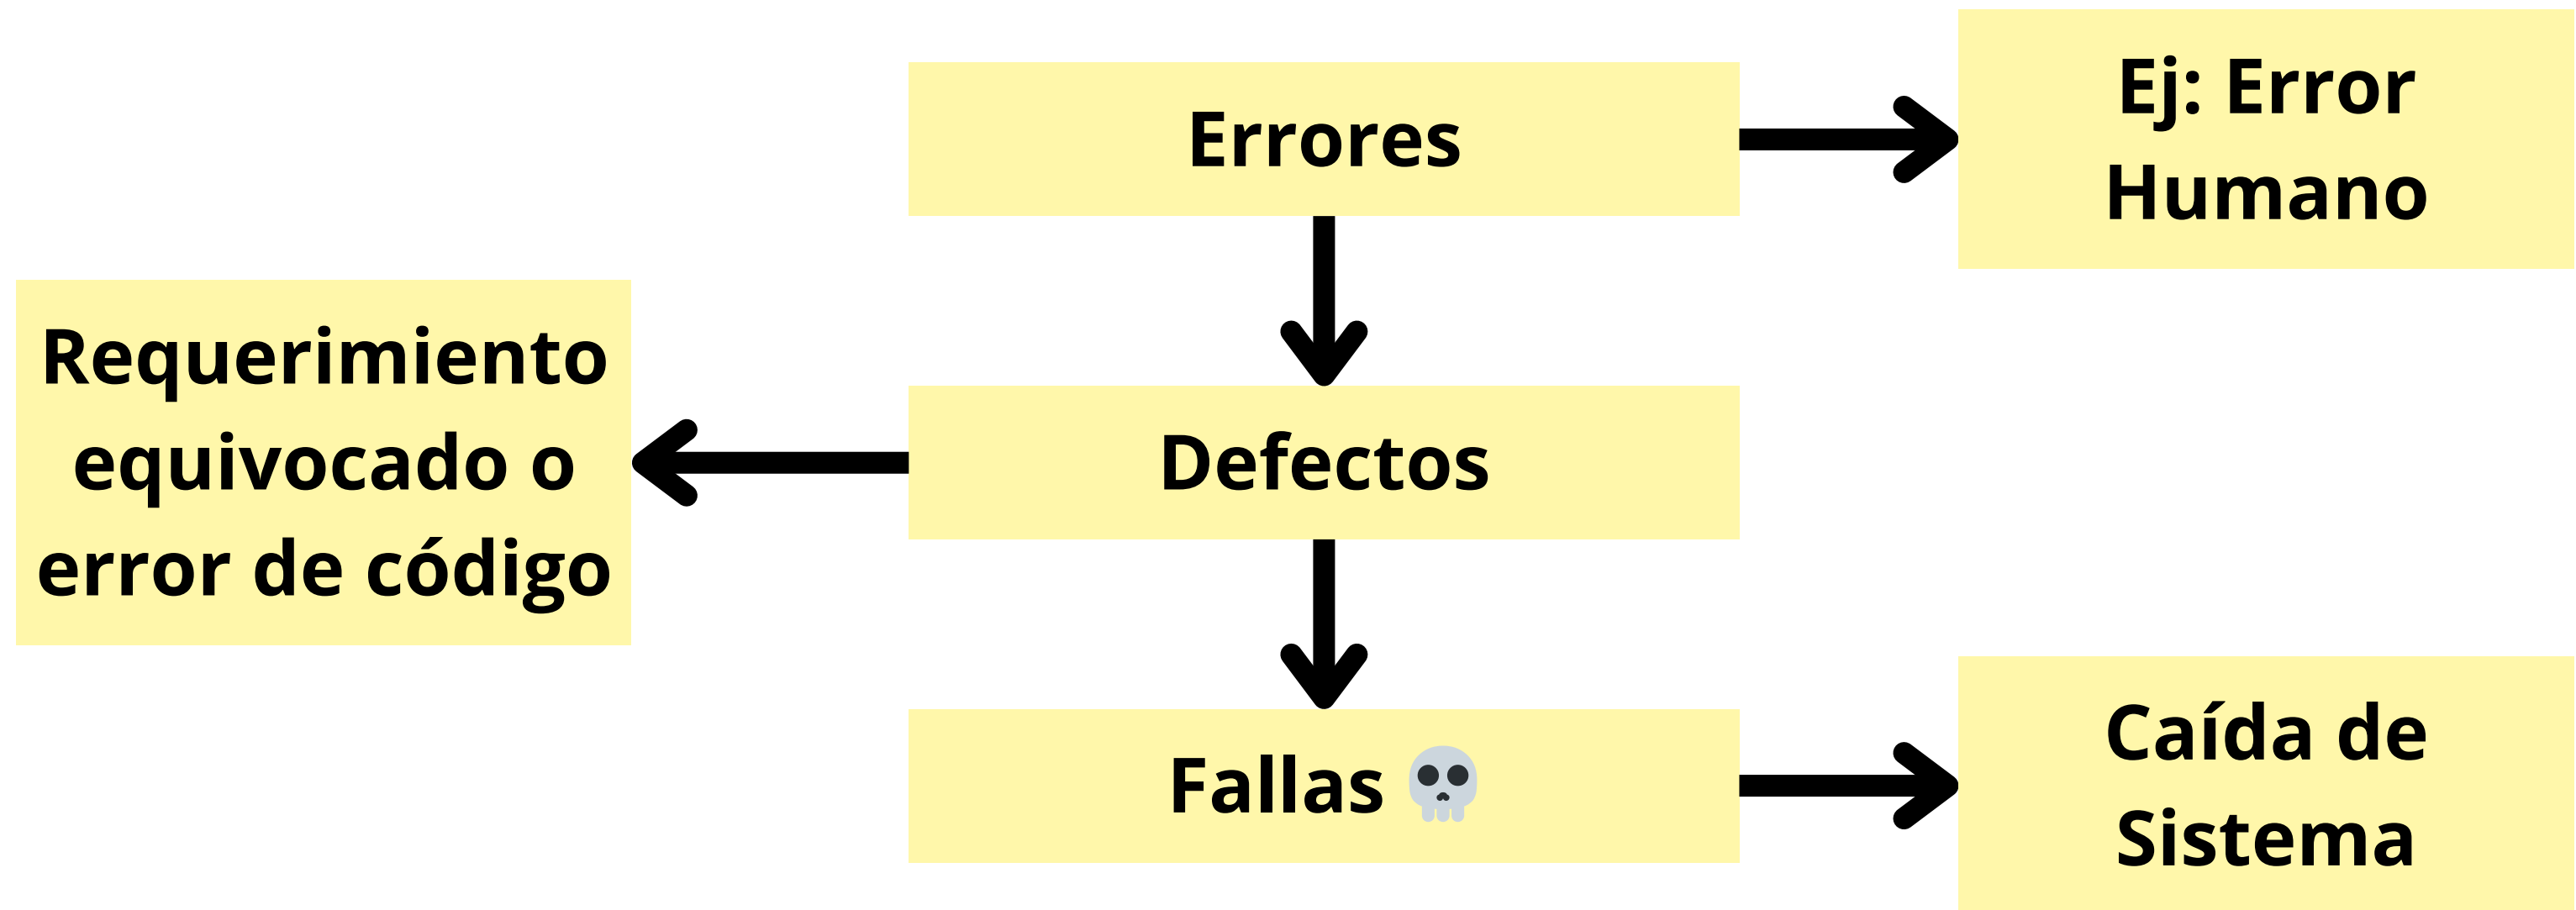 Errores
Ej: Error
Humano
Requerimiento
equivocado o
error de código
Defectos
Fallas 💀
Caída de
Sistema